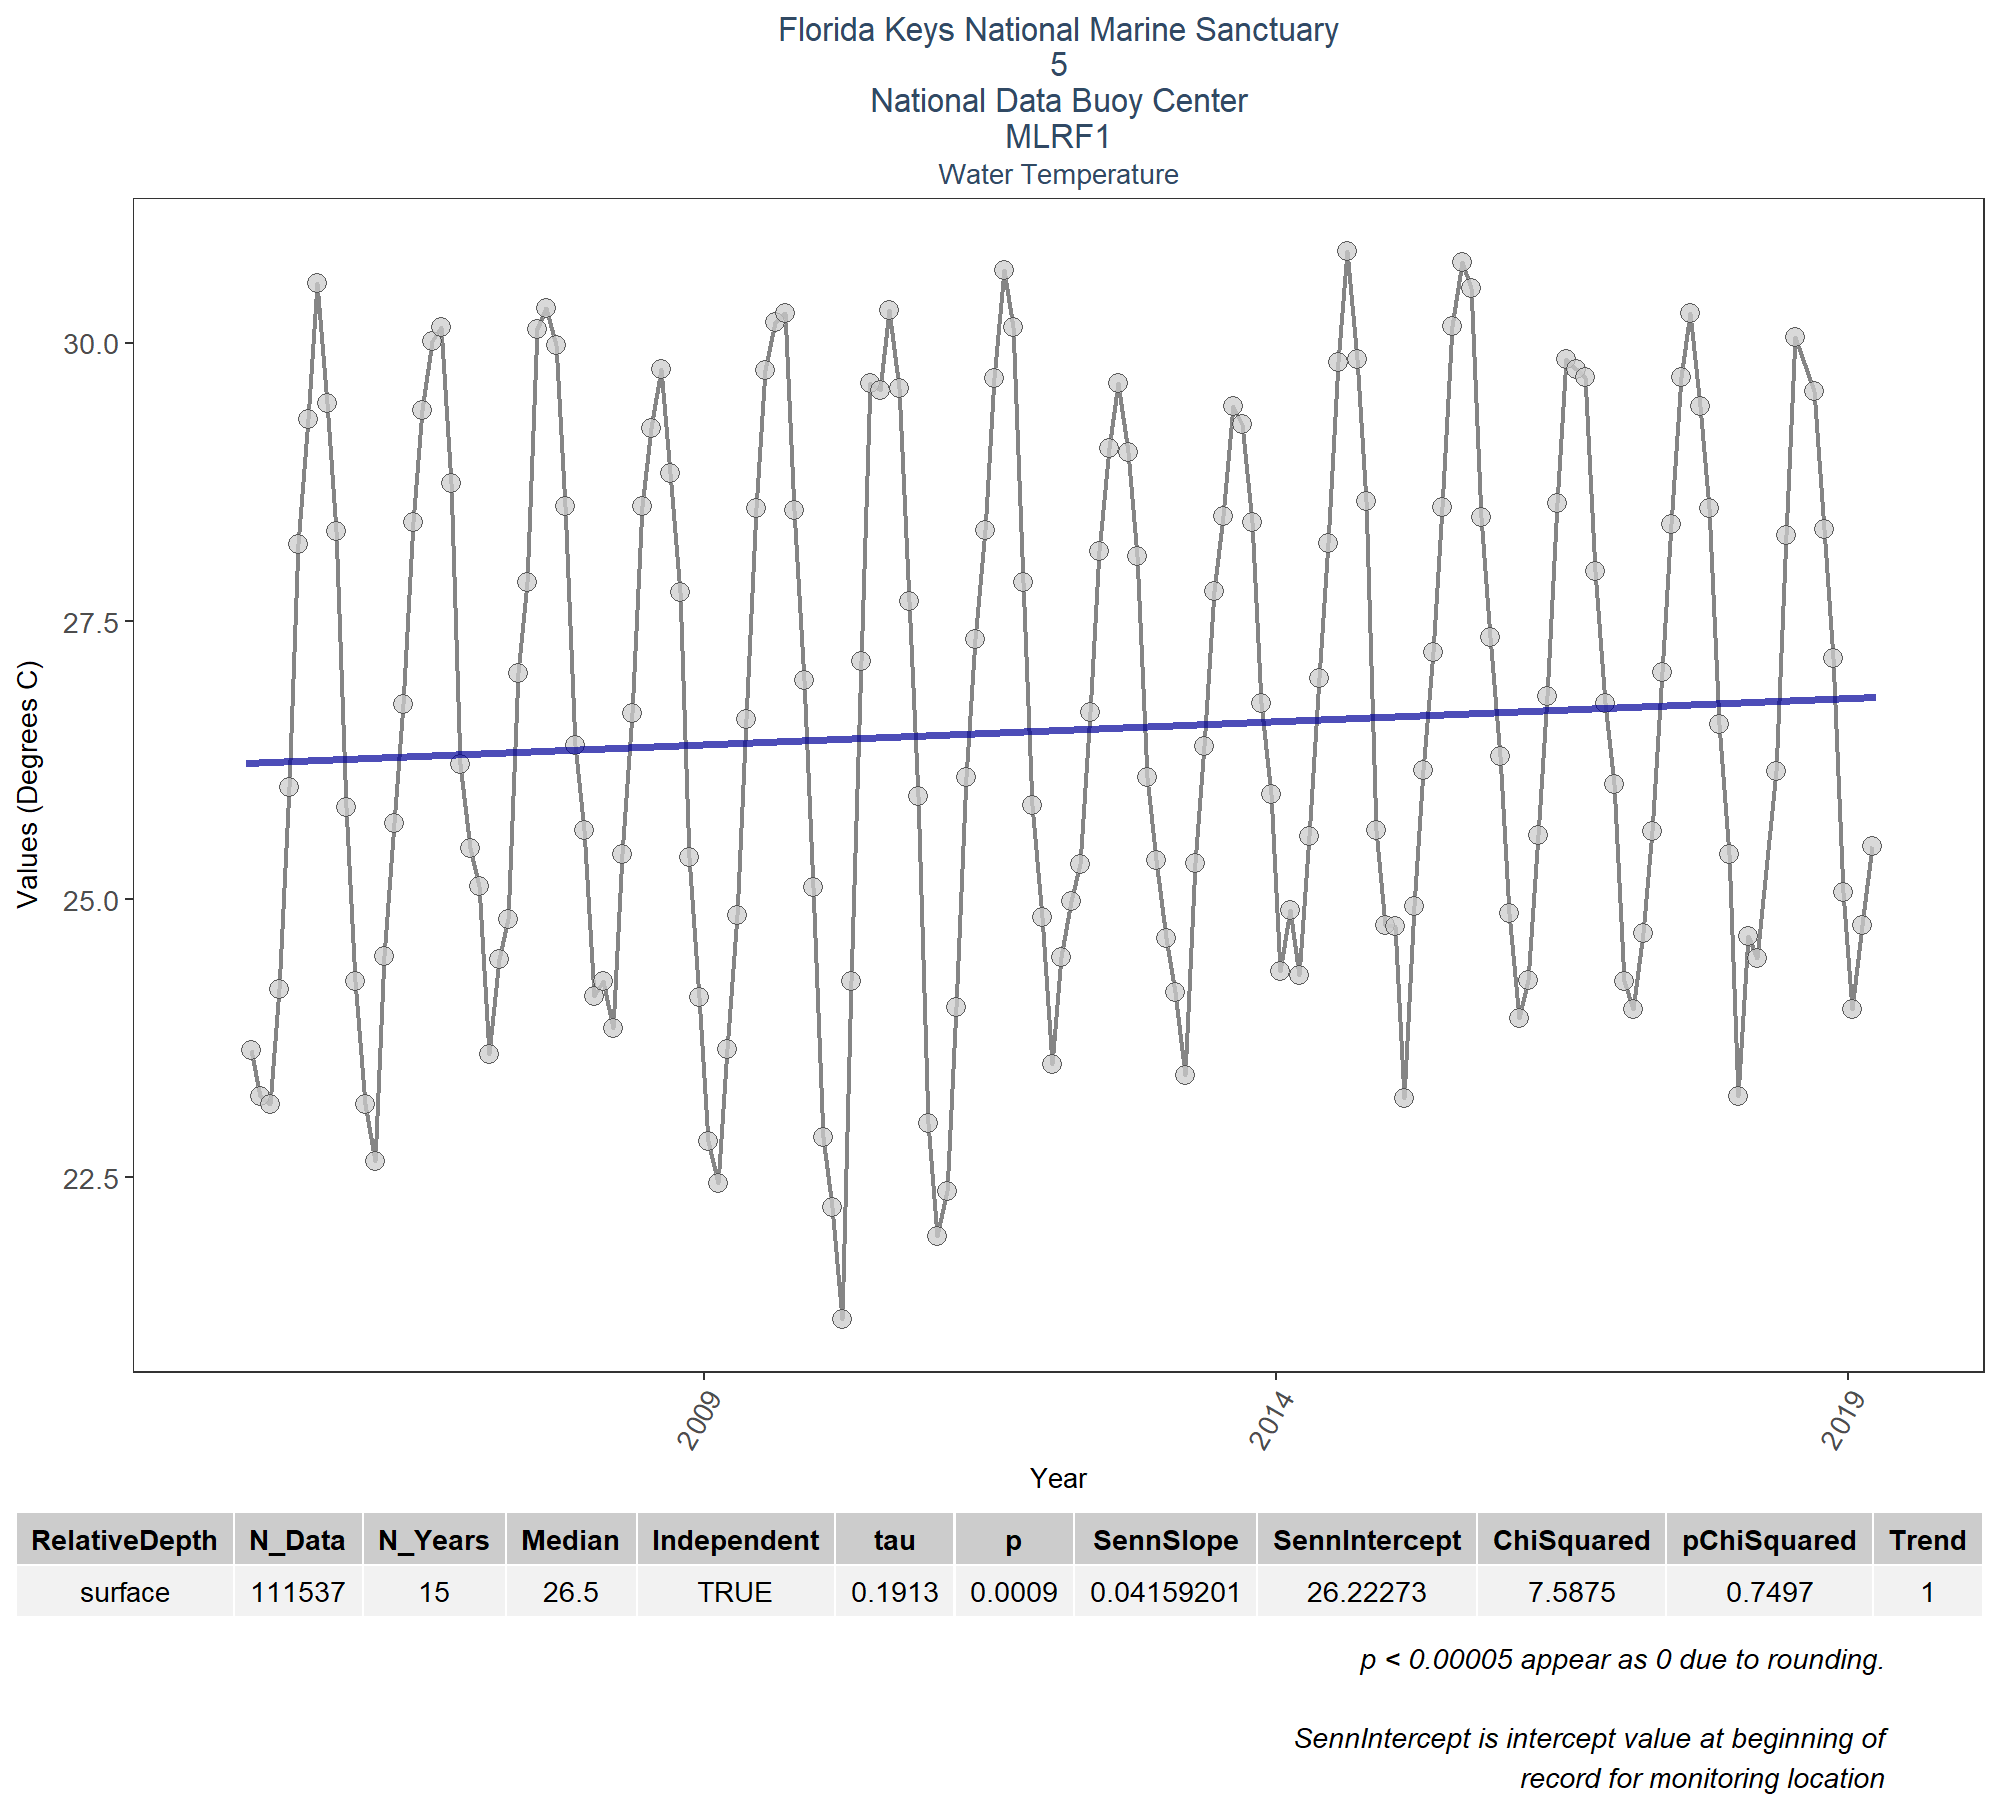 Florida Keys National Marine Sanctuary
5
National Data Buoy Center
MLRF1
Water Temperature
Values (Degrees C)
30.0
27.5
25.0
22.5
2009
2014
2019
Year
RelativeDepth N_Data N_Years Median Independent tau p SennSlope SennIntercept ChiSquared pChiSquared Trend
surface 111537 15 26.5 TRUE 0.1913 0.0009 0.04159201 26.22273 7.5875 0.7497 1
p < 0.00005 appear as 0 due to rounding.
SennIntercept is intercept value at beginning of
record for monitoring location